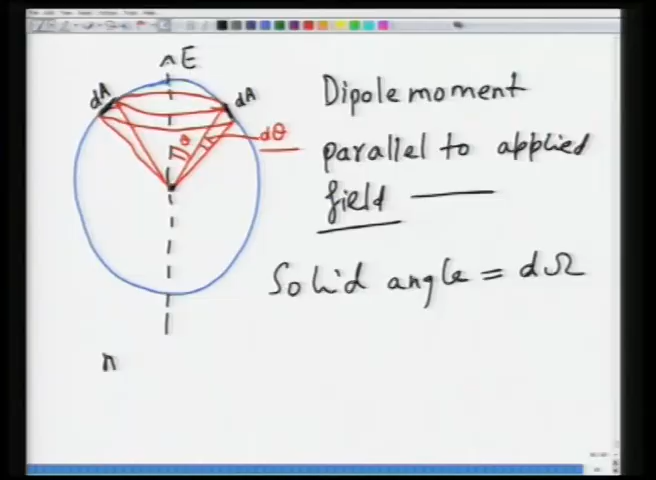 E
dA
dA
θ
dθ
Dipole moment
parallel to applied
field
Solid angle = dΩ
n